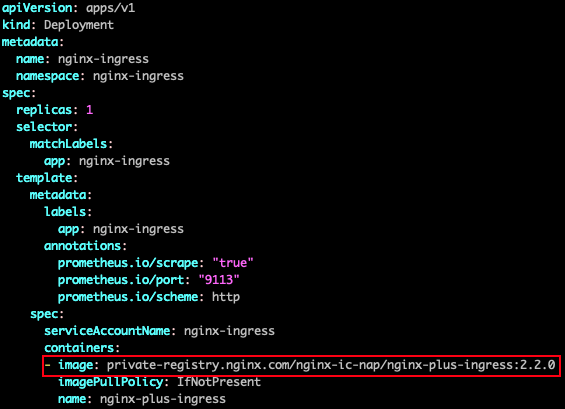 apiVersion: apps/v1
kind: Deployment
metadata:
  name: nginx-ingress
  namespace: nginx-ingress
spec:
  replicas: 1
  selector:
    matchLabels:
      app: nginx-ingress
  template:
    metadata:
      labels:
        app: nginx-ingress
      annotations:
        prometheus.io/scrape: "true"
        prometheus.io/port: "9113"
        prometheus.io/scheme: http
    spec:
      serviceAccountName: nginx-ingress
      containers:
      - image: private-registry.nginx.com/nginx-ic-nap/nginx-plus-ingress:2.2.0
        imagePullPolicy: IfNotPresent
        name: nginx-plus-ingress